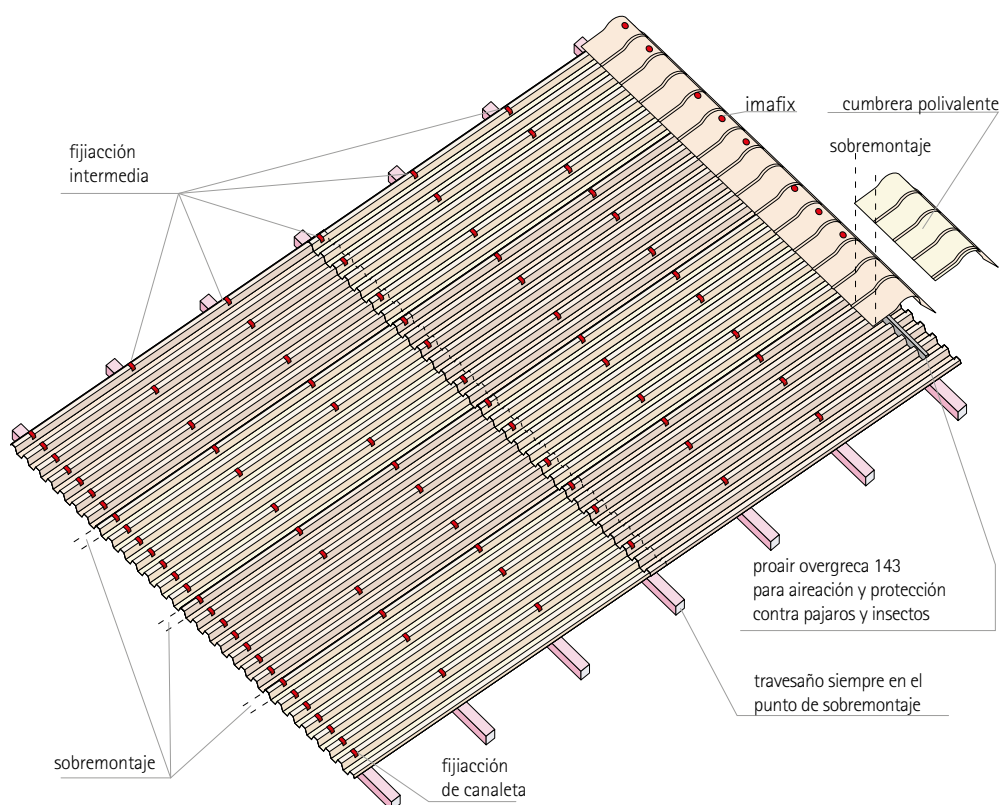 imafix
cumbrera polivalente
sobremontaje
fijiacción
intermedia
proair overgreca 143
para aireación y protección
contra pajaros y insectos
travesaño siempre en el
punto de sobremontaje
sobremontaje
fijiacción
de canaleta